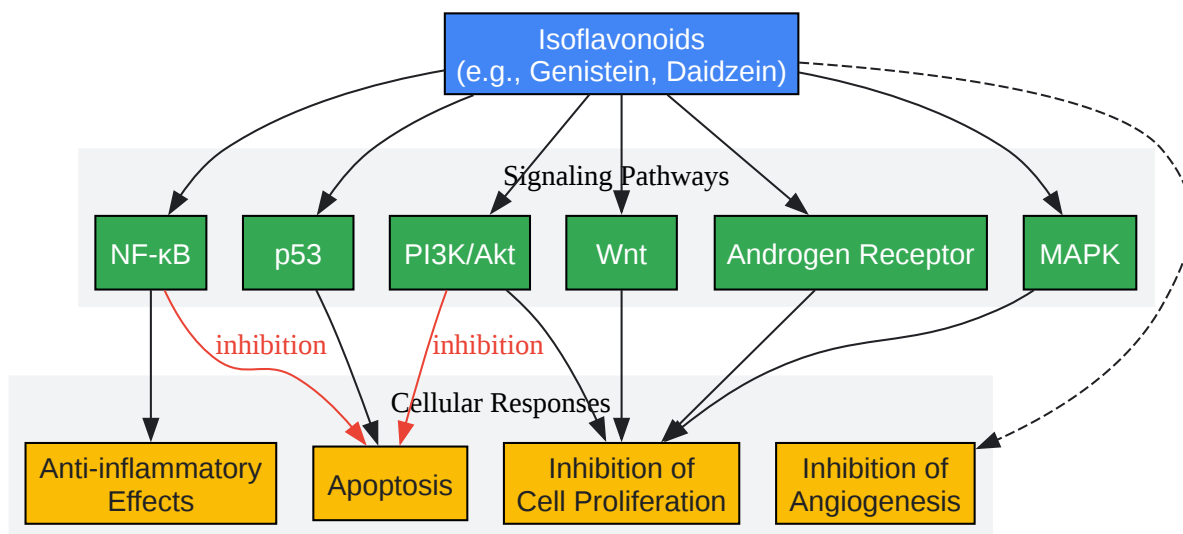 Isoflavonoids
(e.g., Genistein, Daidzein)
Signaling Pathways
NF-κB
p53
PI3K/Akt
Wnt
Androgen Receptor
MAPK
inhibition
inhibition
Cellular Responses
Anti-inflammatory
Effects
Apoptosis
Inhibition of
Cell Proliferation
Inhibition of
Angiogenesis